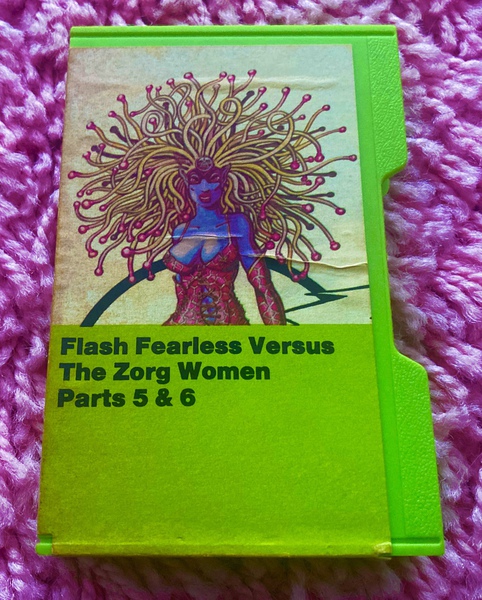 Flash Fearless Versus
The Zorg Women
Parts 5 & 6